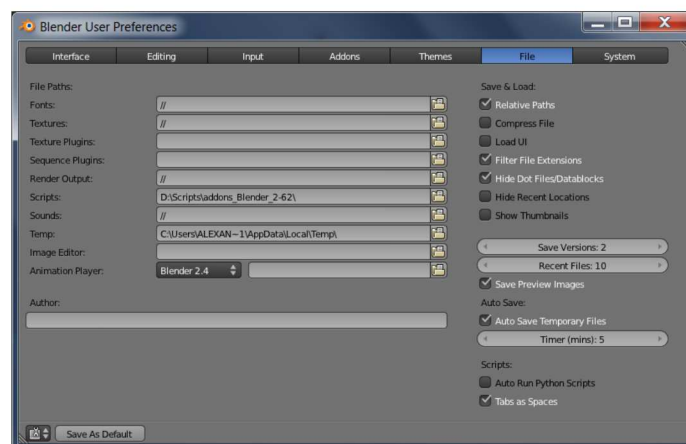 Blender User Preferences
Interface Editing Input Addons Themes File System
File Paths:
Fonts: //
Textures: //
Texture Plugins:
Sequence Plugins:
Render Output: //
Scripts: D:\Scripts\addons_Blender_2-62\
Sounds: //
Temp: C:\Users\ALEXAN~1\AppData\Local\Temp\
Image Editor:
Animation Player: Blender 2.4
Author:
Save & Load:
Relative Paths
Compress File
Load UI
Filter File Extensions
Hide Dot Files/Datablocks
Hide Recent Locations
Show Thumbnails
Save Versions: 2
Recent Files: 10
Save Preview Images
Auto Save:
Auto Save Temporary Files
Timer (mins): 5
Scripts:
Auto Run Python Scripts
Tabs as Spaces
Save As Default